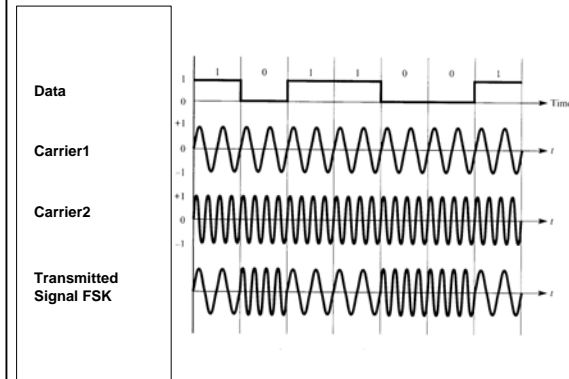 1 0 1 1 0 0 1
Data
1
0
Time
+1
Carrier1
0
t
−1
+1
Carrier2
0
t
−1
Transmitted
Signal FSK
t